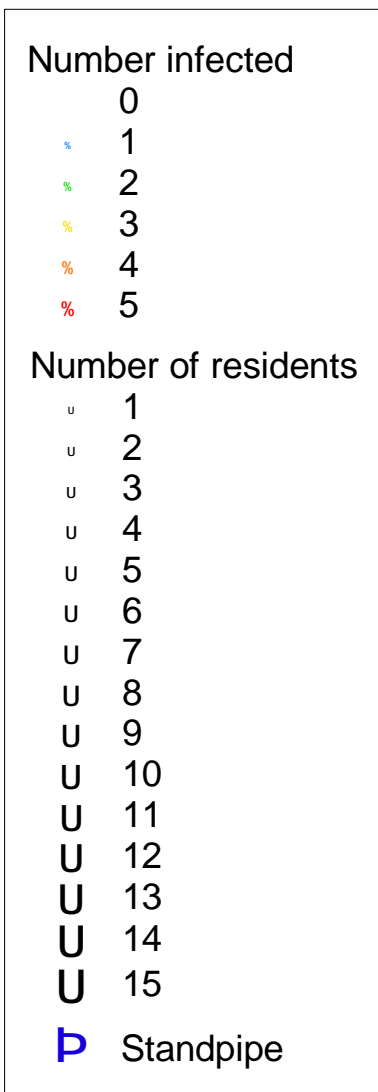 Number infected
0
% 1
% 2
% 3
% 4
% 5
Number of residents
U 1
U 2
U 3
U 4
U 5
U 6
U 7
U 8
U 9
U 10
U 11
U 12
U 13
U 14
U 15
Þ Standpipe